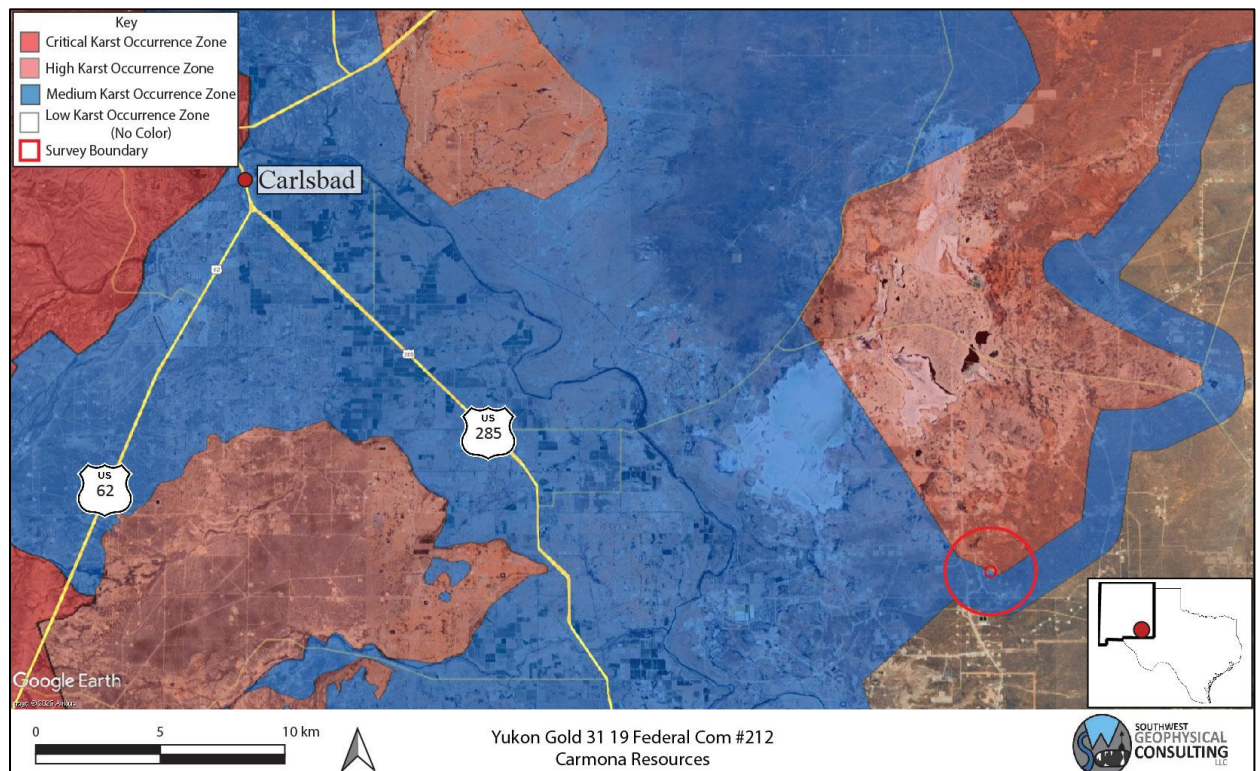 Key
Critical Karst Occurrence Zone
High Karst Occurrence Zone
Medium Karst Occurrence Zone
Low Karst Occurrence Zone
(No Color)
Survey Boundary
Carlsbad
62
285
US
285
US
62
Google Earth
0 5 10 km
Yukon Gold 31 19 Federal Com #212
Carmona Resources
SOUTHWEST
GEOPHYSICAL
CONSULTING
LLC